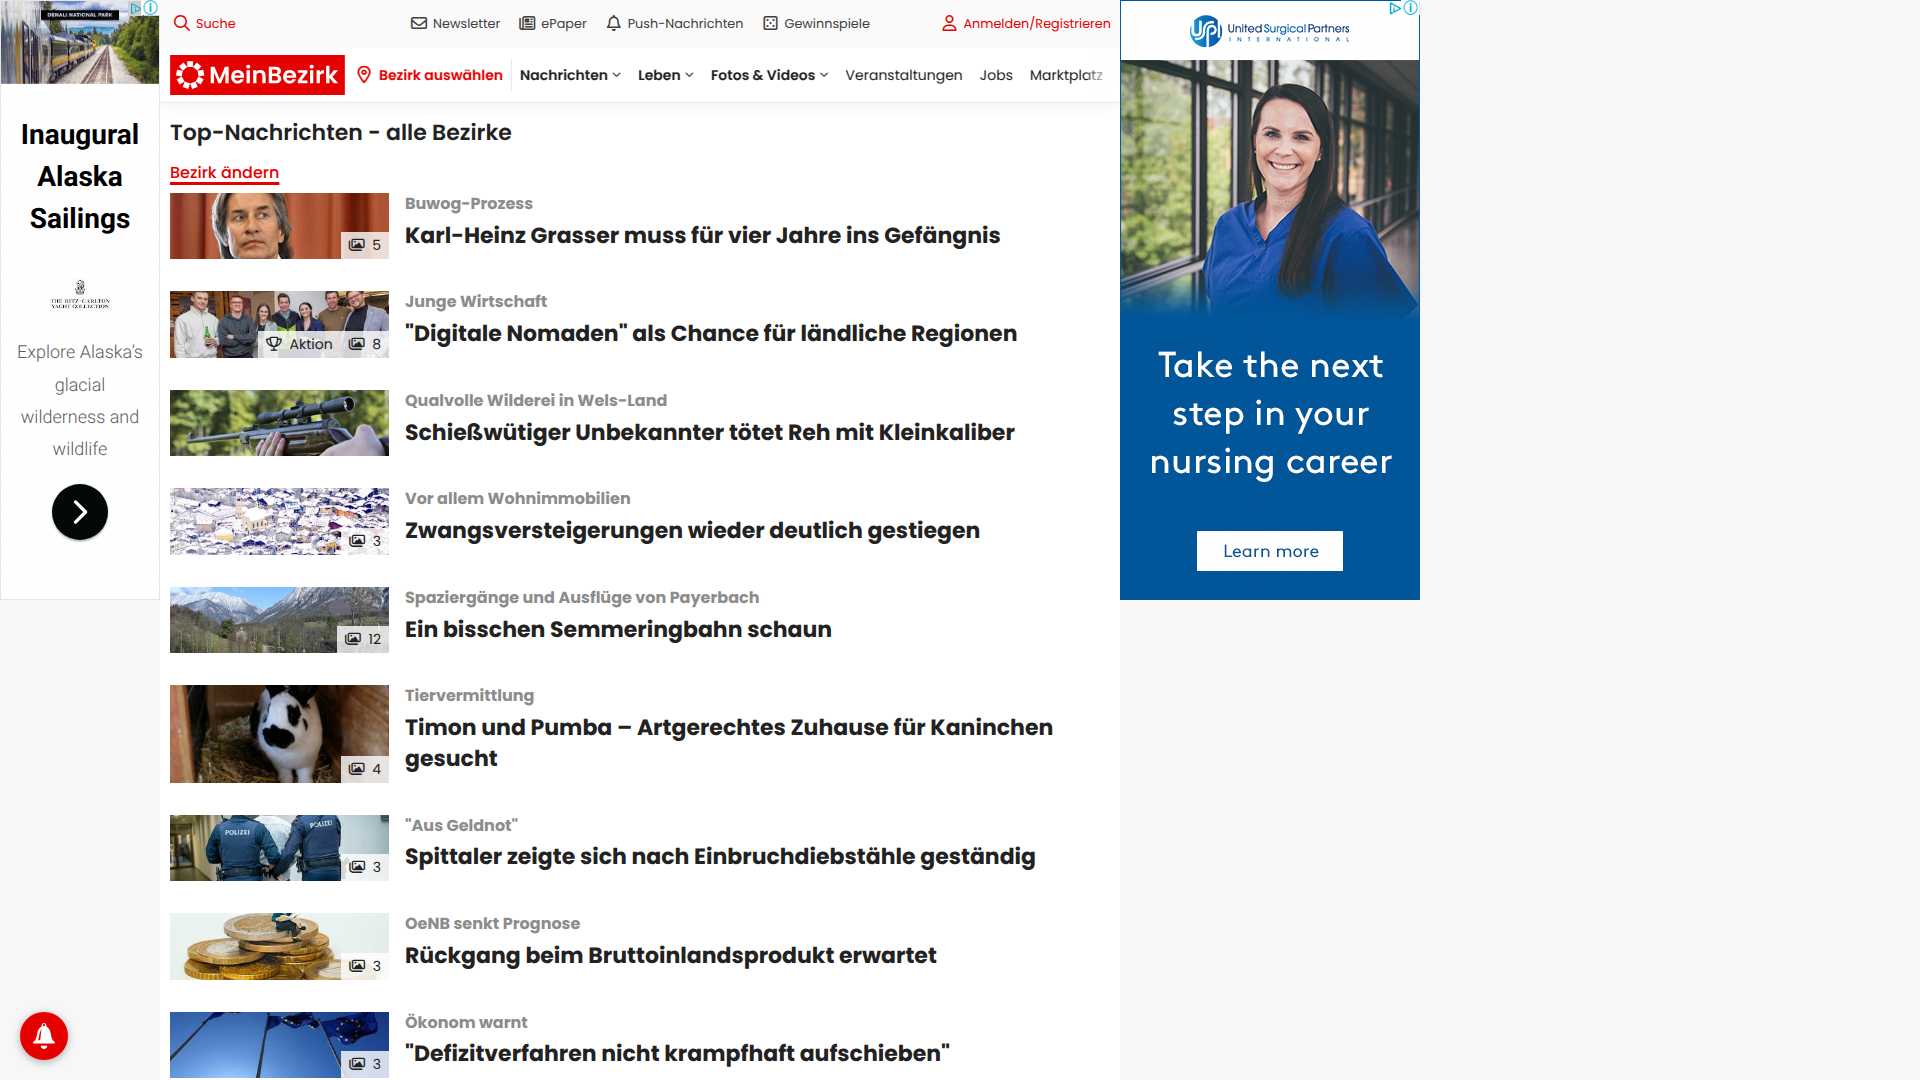 DENALI NATIONAL PARK
Inaugural
Alaska
Sailings
THE RITZ-CARLTON
YACHT COLLECTION
Explore Alaska's
glacial
wilderness and
wildlife
Suche
Newsletter
ePaper
Push-Nachrichten
Gewinnspiele
Anmelden/Registrieren
MeinBezirk
Bezirk auswählen
Nachrichten
Leben
Fotos & Videos
Veranstaltungen
Jobs
Marktplatz
Top-Nachrichten - alle Bezirke
Bezirk ändern
5
Buwog-Prozess
Karl-Heinz Grasser muss für vier Jahre ins Gefängnis
Aktion
8
Junge Wirtschaft
"Digitale Nomaden" als Chance für ländliche Regionen
Qualvolle Wilderei in Wels-Land
Schießwütiger Unbekannter tötet Reh mit Kleinkaliber
3
Vor allem Wohnimmobilien
Zwangsversteigerungen wieder deutlich gestiegen
12
Spaziergänge und Ausflüge von Payerbach
Ein bisschen Semmeringbahn schaun
4
Tiervermittlung
Timon und Pumba – Artgerechtes Zuhause für Kaninchen
gesucht
POLIZEI
POLIZEI
3
"Aus Geldnot"
Spittaler zeigte sich nach Einbruchdiebstähle geständig
3
OeNB senkt Prognose
Rückgang beim Bruttoinlandsprodukt erwartet
3
Ökonom warnt
"Defizitverfahren nicht krampfhaft aufschieben"
USPI
United Surgical Partners
INTERNATIONAL
Take the next
step in your
nursing career
Learn more